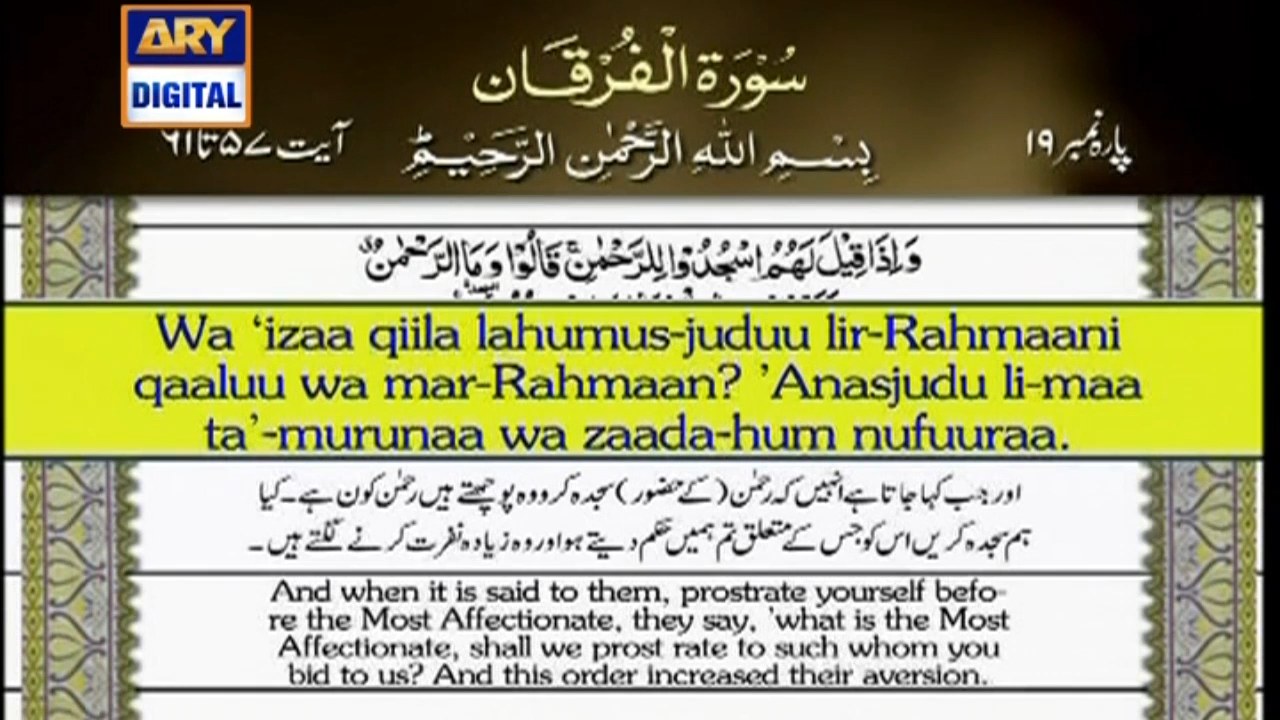 ARY
DIGITAL
سُوْرَةُ الْفُرْقَان
پارہ نمبر ۱۹
بِسْمِ اللهِ الرَّحْمٰنِ الرَّحِيْمِ
آیت ۵۷ تا ۶۱
وَاِذَا قِيْلَ لَهُمُ اسْجُدُوْا لِلرَّحْمٰنِ قَالُوْا وَمَا الرَّحْمٰنُ
Wa ‘izaa qiila lahumus-juduu lir-Rahmaani
qaaluu wa mar-Rahmaan? ’Anasjudu li-maa
ta’-murunaa wa zaada-hum nufuuraa.
اور جب کہا جاتا ہے انہیں کہ رحمٰن (کے حضور) سجدہ کرو وہ پوچھتے ہیں رحمٰن کون ہے۔ کیا
ہم سجدہ کریں اس کو جس کے متعلق تم ہمیں حکم دیتے ہو اور وہ زیادہ نفرت کرنے لگتے ہیں۔
And when it is said to them, prostrate yourself befo-
re the Most Affectionate, they say, 'what is the Most
Affectionate, shall we prost rate to such whom you
bid to us? And this order increased their aversion.